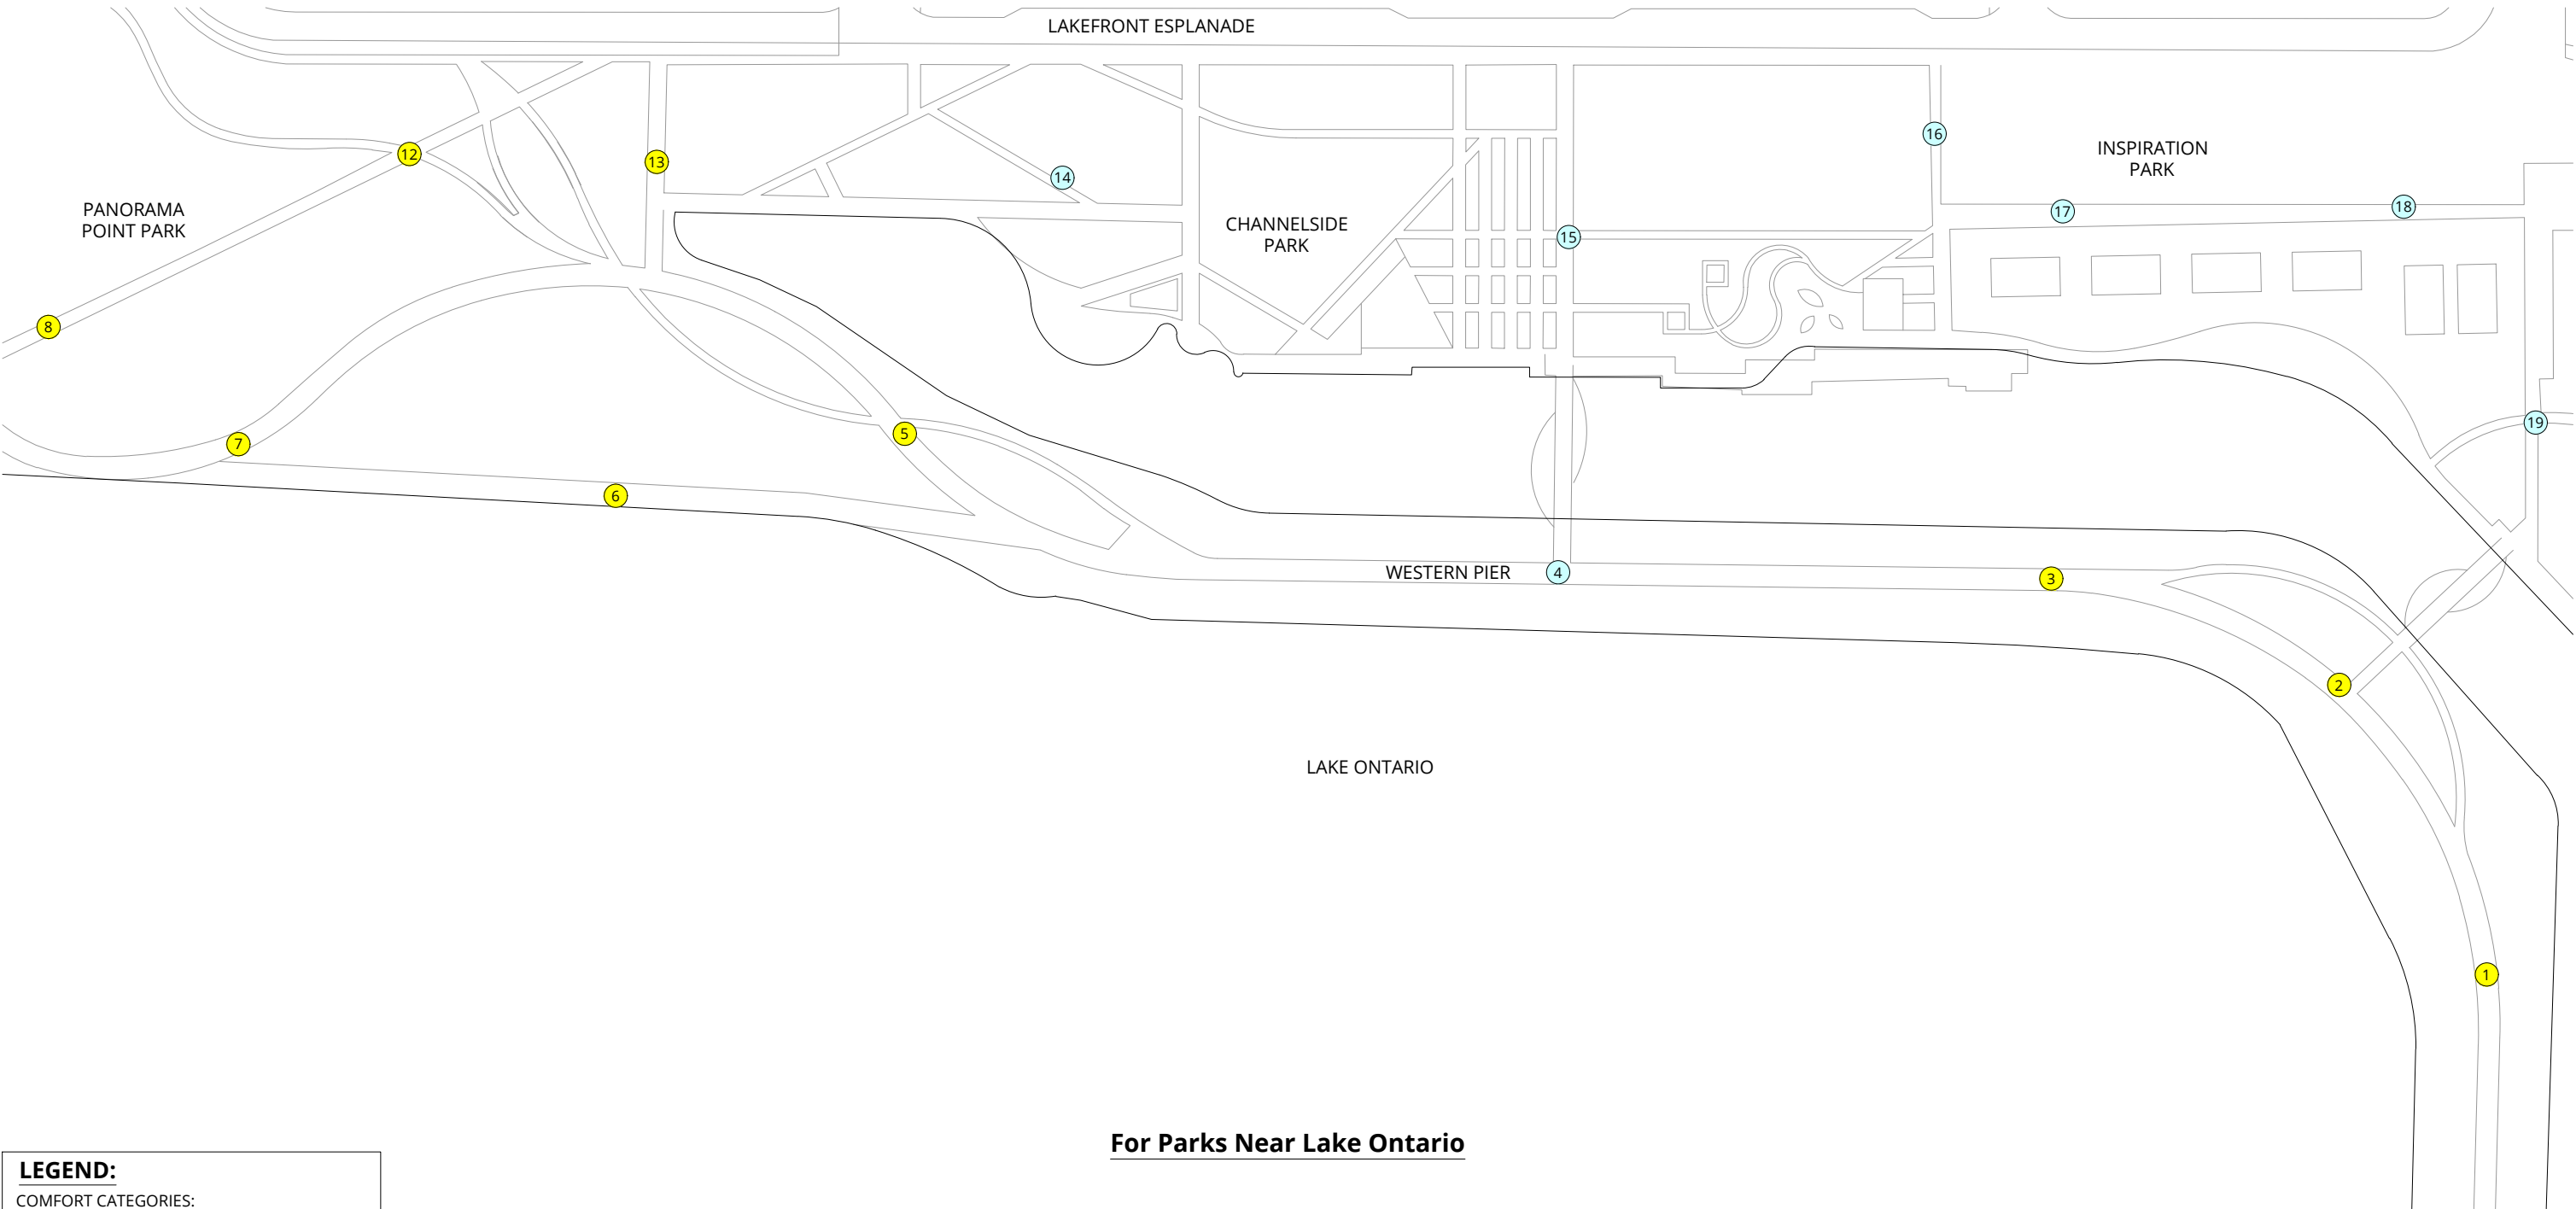 LAKEFRONT ESPLANADE
16
12
13
INSPIRATION
PARK
14
18
17
PANORAMA
POINT PARK
CHANNELSIDE
PARK
15
8
19
5
7
6
WESTERN PIER
4
3
2
LAKE ONTARIO
1
For Parks Near Lake Ontario
LEGEND:
COMFORT CATEGORIES: